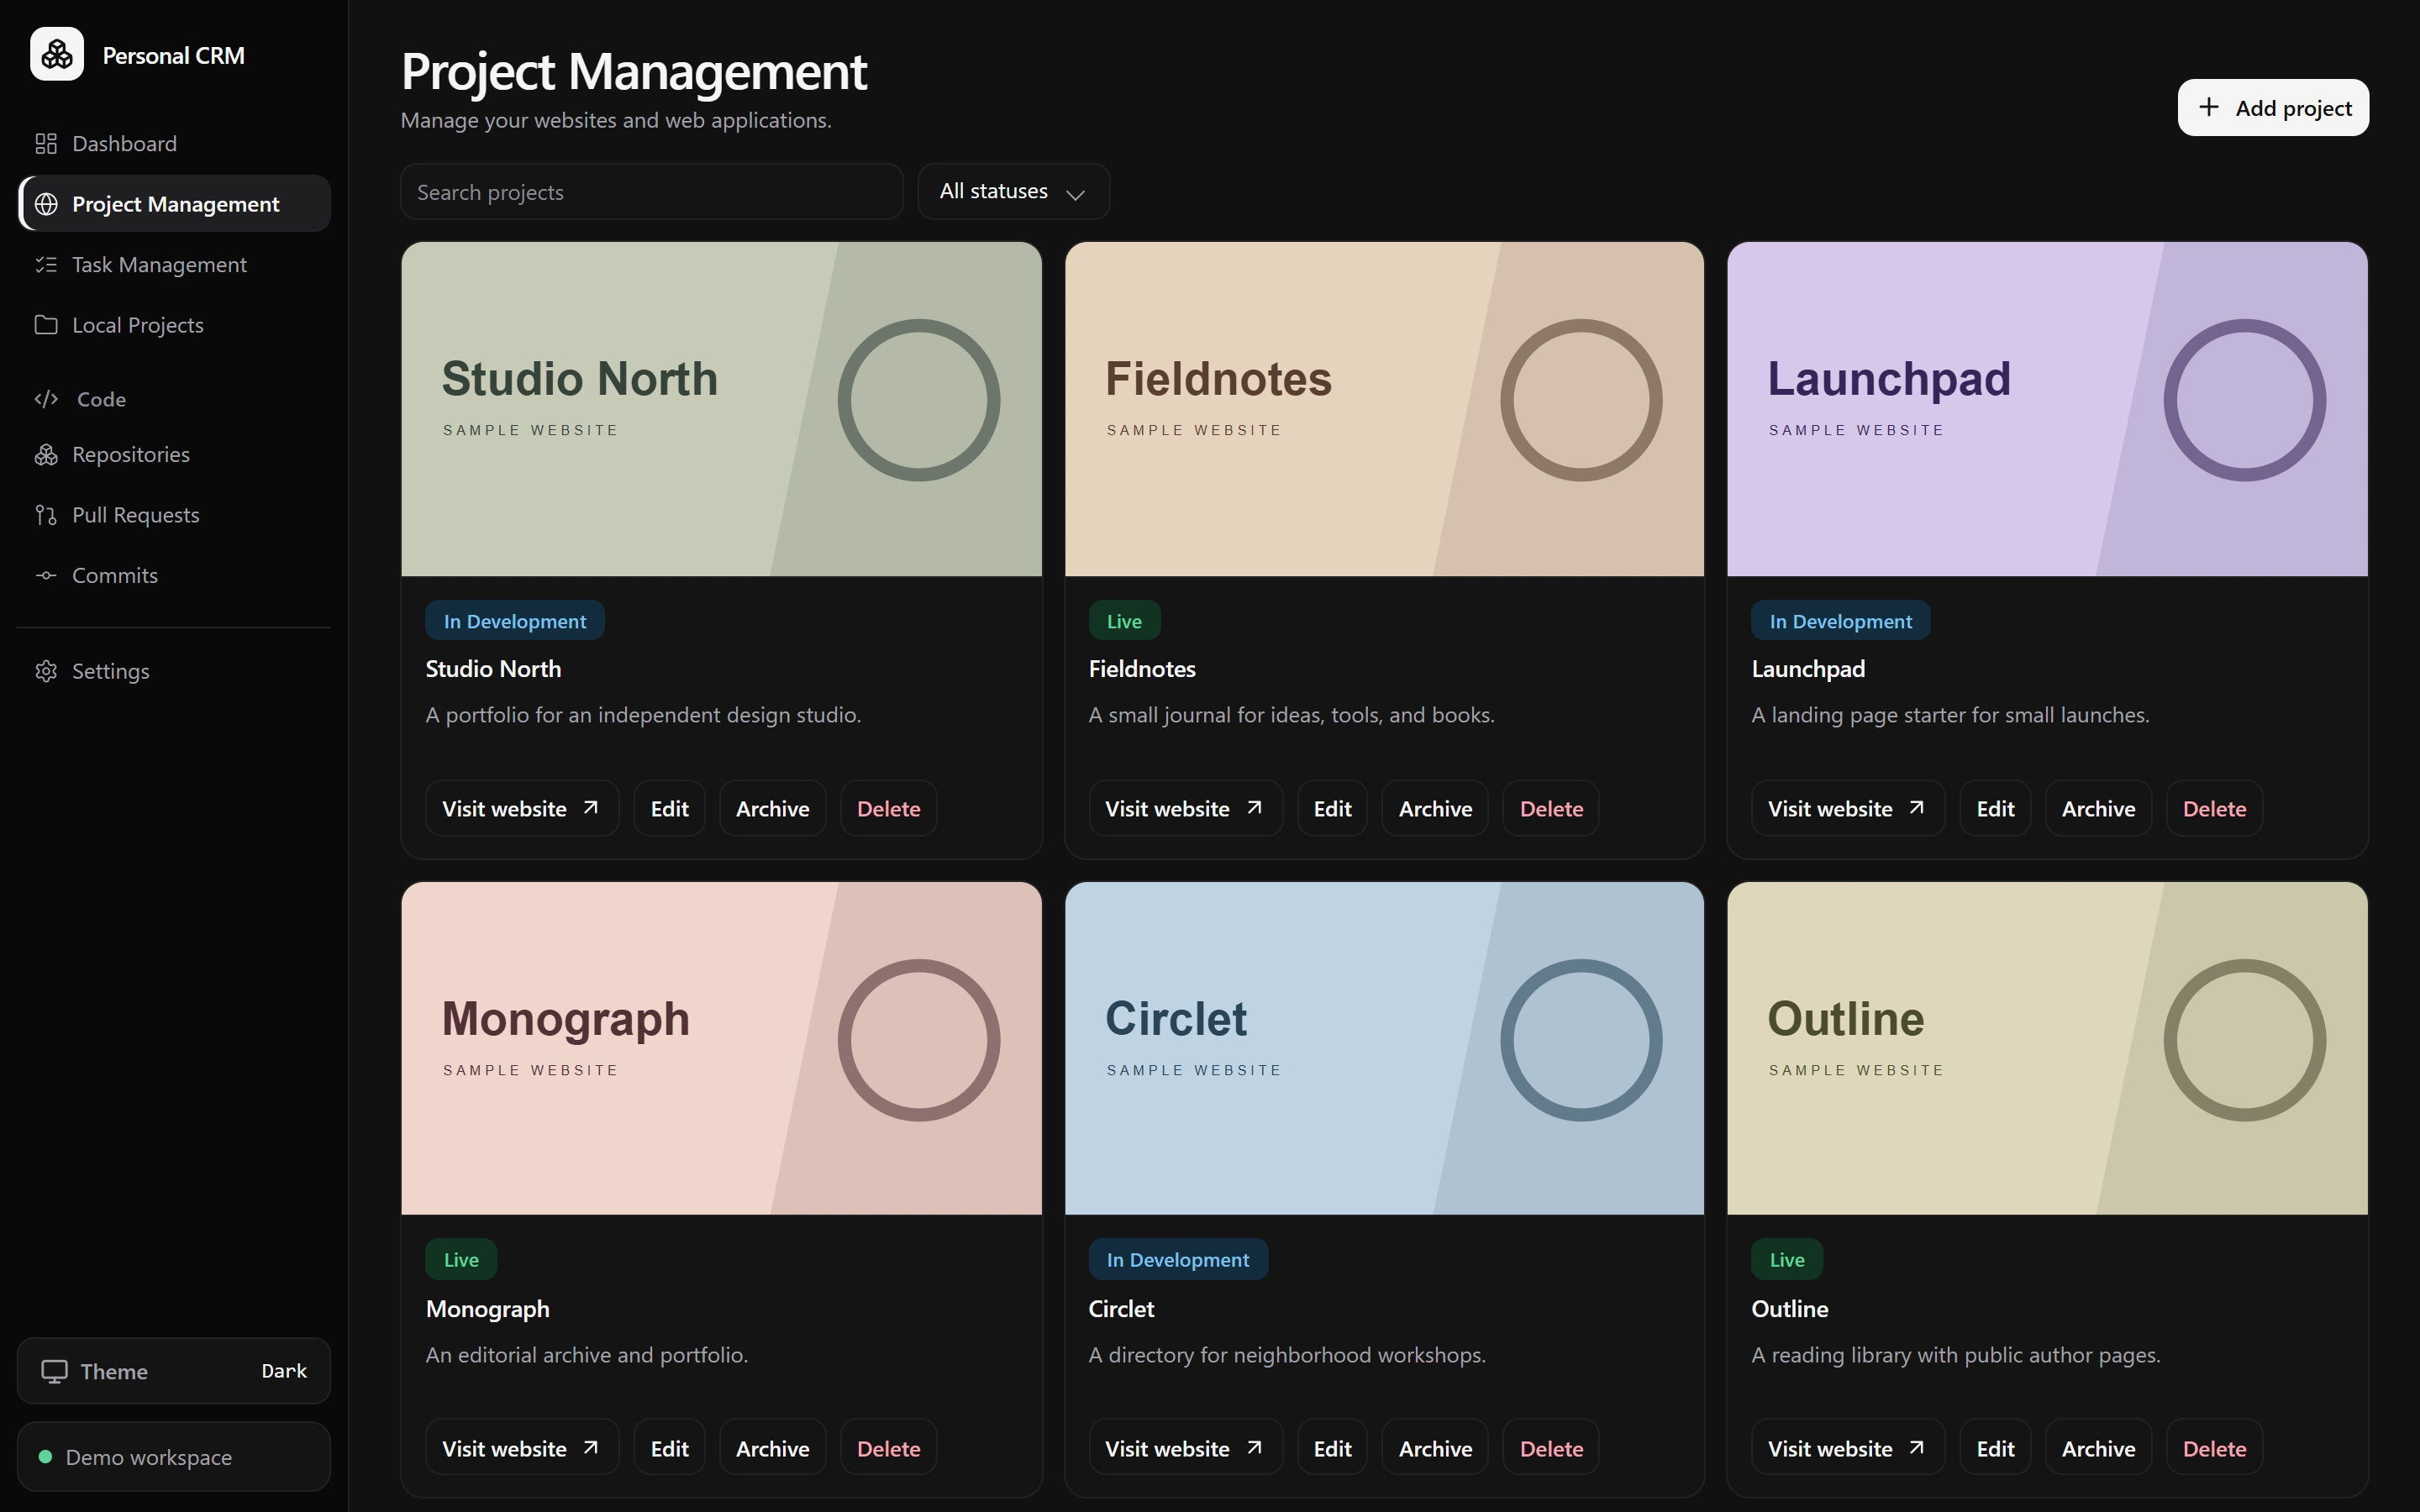 Personal CRM
Dashboard
Project Management
Task Management
Local Projects
Code
Repositories
Pull Requests
Commits
Settings
Theme Dark
Demo workspace
Project Management
Manage your websites and web applications.
Add project
Search projects
All statuses
Studio North
SAMPLE WEBSITE
In Development
Studio North
A portfolio for an independent design studio.
Visit website Edit Archive Delete
Fieldnotes
SAMPLE WEBSITE
Live
Fieldnotes
A small journal for ideas, tools, and books.
Visit website Edit Archive Delete
Launchpad
SAMPLE WEBSITE
In Development
Launchpad
A landing page starter for small launches.
Visit website Edit Archive Delete
Monograph
SAMPLE WEBSITE
Live
Monograph
An editorial archive and portfolio.
Visit website Edit Archive Delete
Circlet
SAMPLE WEBSITE
In Development
Circlet
A directory for neighborhood workshops.
Visit website Edit Archive Delete
Outline
SAMPLE WEBSITE
Live
Outline
A reading library with public author pages.
Visit website Edit Archive Delete